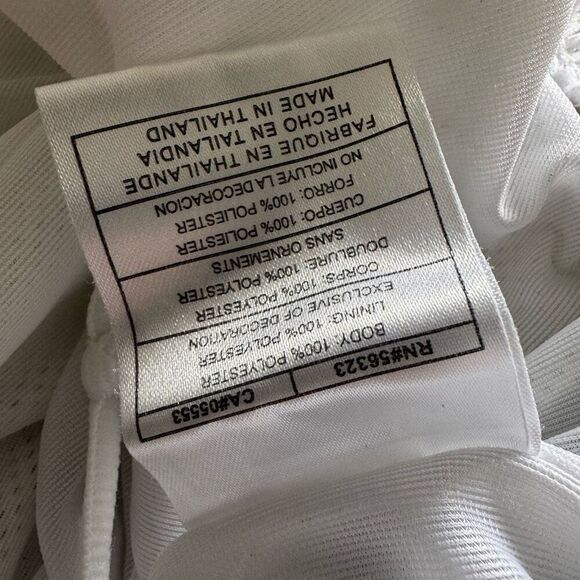 RN#56323 CA#05553
BODY: 100% POLYESTER
LINING: 100% POLYESTER
EXCLUSIVE OF DECORATION
CORPS: 100% POLYESTER
DOUBLURE: 100% POLYESTER
SANS ORNEMENTS
CUERPO: 100% POLIESTER
FORRO: 100% POLIESTER
NO INCLUYE LA DECORACION
FABRIQUE EN THAILANDE
HECHO EN TAILANDIA
MADE IN THAILAND